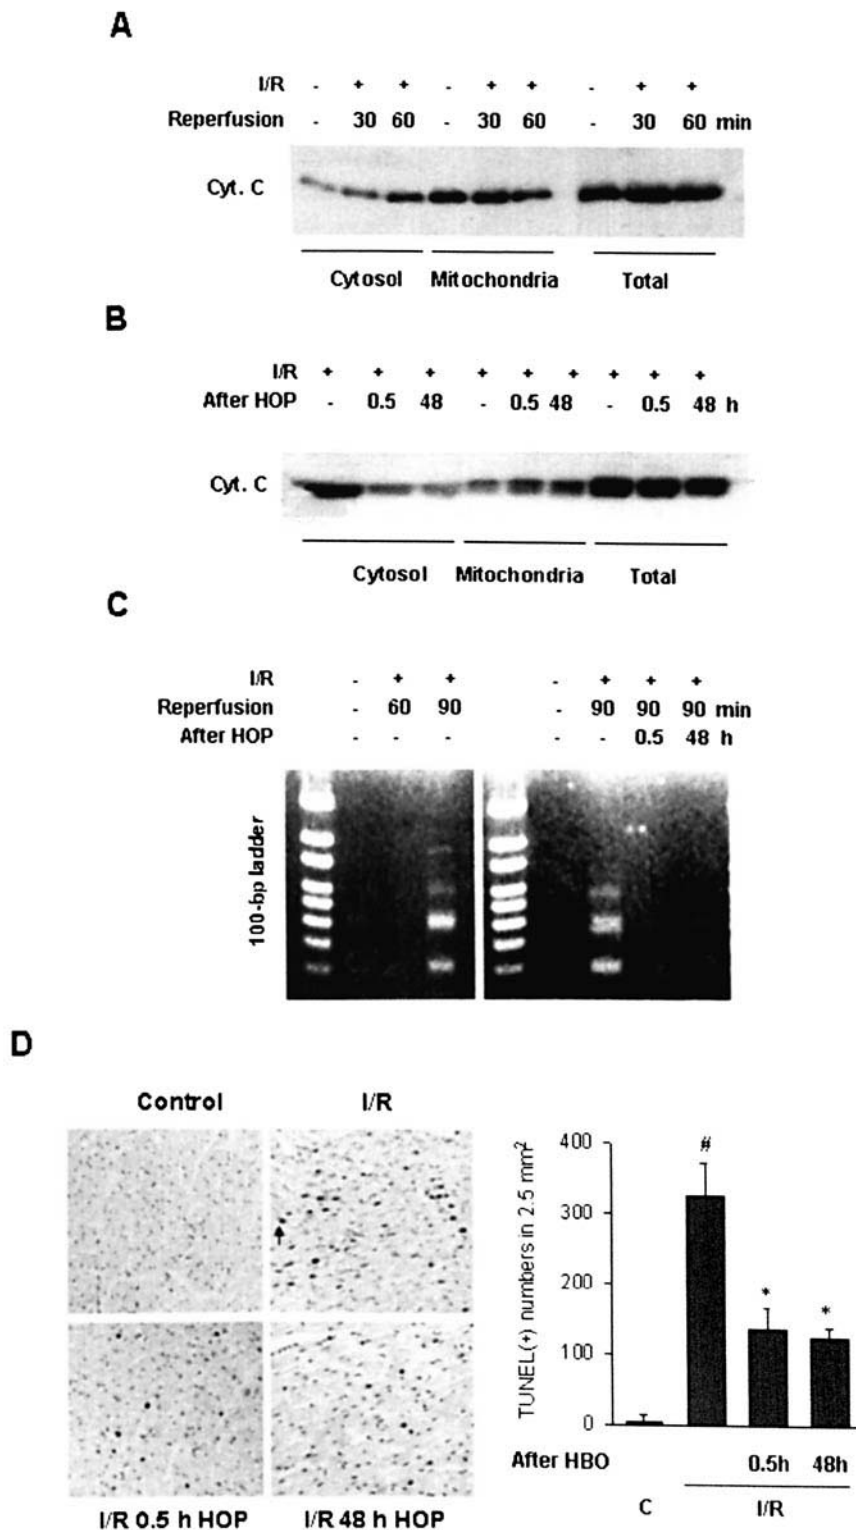 A
I/R - + + - + + - + +
Reperfusion - 30 60 - 30 60 - 30 60 min
Cyt. C
Cytosol Mitochondria Total
B
I/R + + + + + + + + +
After HOP - 0.5 48 - 0.5 48 - 0.5 48 h
Cyt. C
Cytosol Mitochondria Total
C
I/R - + + - + + +
Reperfusion - 60 90 - 90 90 90 min
After HOP - - - - - 0.5 48 h
100-bp ladder
D
Control I/R
I/R 0.5 h HOP I/R 48 h HOP
TUNEL(+) numbers in 2.5 mm²
400
300
200
100
0
#
*
*
After HBO 0.5h 48h
C I/R